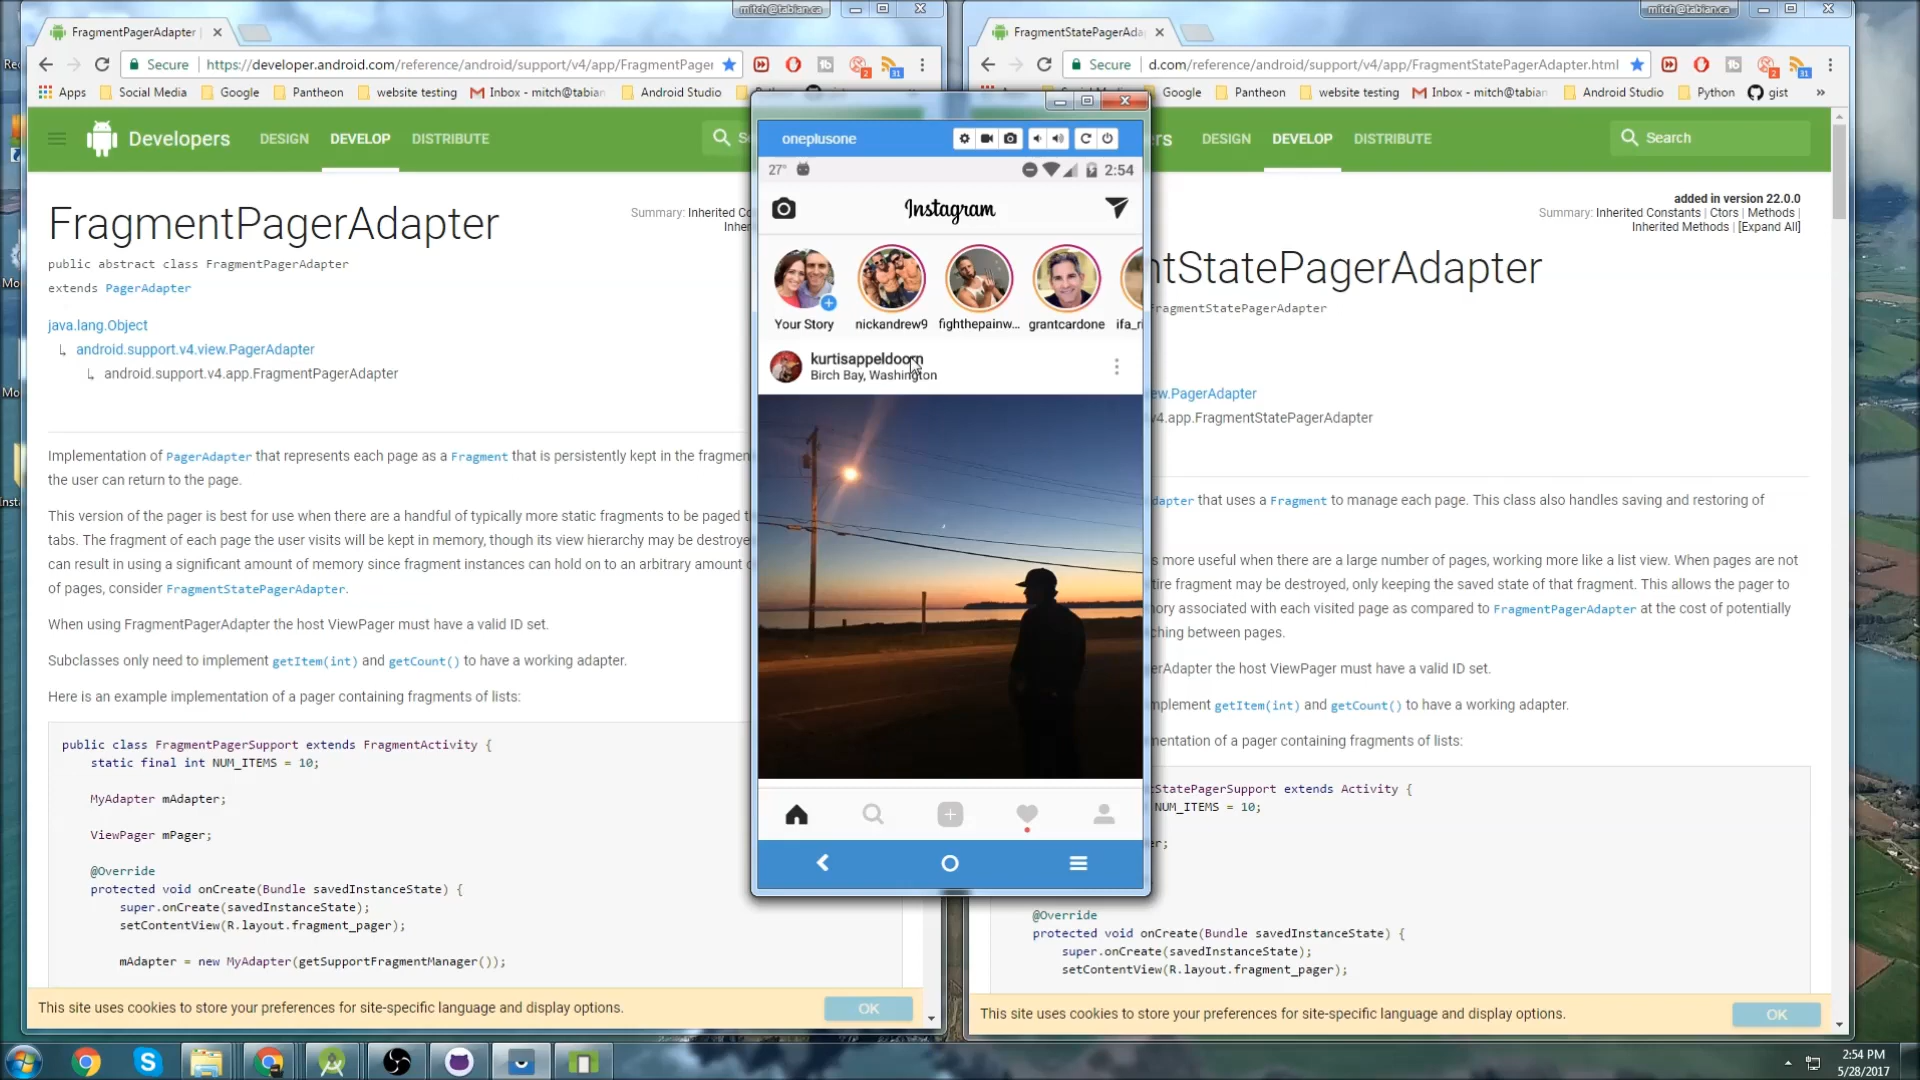 mitch@tabian.ca
FragmentPagerAdapter |
Secure
https://developer.android.com/reference/android/support/v4/app/FragmentPager
Apps Social Media Google Pantheon website testing Inbox - mitch@tabian Android Studio
Developers DESIGN DEVELOP DISTRIBUTE
FragmentPagerAdapter
Summary: Inherited
public abstract class FragmentPagerAdapter
extends PagerAdapter
java.lang.Object
↳ android.support.v4.view.PagerAdapter
↳ android.support.v4.app.FragmentPagerAdapter
Implementation of PagerAdapter that represents each page as a Fragment that is persistently kept in the
the user can return to the page.
This version of the pager is best for use when there are a handful of typically more static fragments to be paged
tabs. The fragment of each page the user visits will be kept in memory, though its view hierarchy may be
can result in using a significant amount of memory since fragment instances can hold on to an arbitrary amount
of pages, consider FragmentStatePagerAdapter.
When using FragmentPagerAdapter the host ViewPager must have a valid ID set.
Subclasses only need to implement getItem(int) and getCount() to have a working adapter.
Here is an example implementation of a pager containing fragments of lists:
public class FragmentPagerSupport extends FragmentActivity {
static final int NUM_ITEMS = 10;
MyAdapter mAdapter;
ViewPager mPager;
@Override
protected void onCreate(Bundle savedInstanceState) {
super.onCreate(savedInstanceState);
setContentView(R.layout.fragment_pager);
mAdapter = new MyAdapter(getSupportFragmentManager());
This site uses cookies to store your preferences for site-specific language and display options.
OK
oneplusone
27° 2:54
Instagram
Your Story nickandrew9 fighthepainw... grantcardone
kurtisappeldoorn
Birch Bay, Washington
mitch@tabian.ca
FragmentStatePagerAda
Secure
d.com/reference/android/support/v4/app/FragmentStatePagerAdapter.html
Google Pantheon website testing Inbox - mitch@tabian Android Studio Python gist »
DESIGN DEVELOP DISTRIBUTE Search
added in version 22.0.0
Summary: Inherited Constants | Ctors | Methods |
Inherited Methods | [Expand All]
ntStatePagerAdapter
FragmentStatePagerAdapter
PagerAdapter
v4.app.FragmentStatePagerAdapter
that uses a Fragment to manage each page. This class also handles saving and restoring of
more useful when there are a large number of pages, working more like a list view. When pages are not
fragment may be destroyed, only keeping the saved state of that fragment. This allows the pager to
associated with each visited page as compared to FragmentPagerAdapter at the cost of potentially
between pages.
the host ViewPager must have a valid ID set.
getItem(int) and getCount() to have a working adapter.
of a pager containing fragments of lists:
StatePagerSupport extends Activity {
NUM_ITEMS = 10;
@Override
protected void onCreate(Bundle savedInstanceState) {
super.onCreate(savedInstanceState);
setContentView(R.layout.fragment_pager);
This site uses cookies to store your preferences for site-specific language and display options.
OK
2:54 PM
5/28/2017